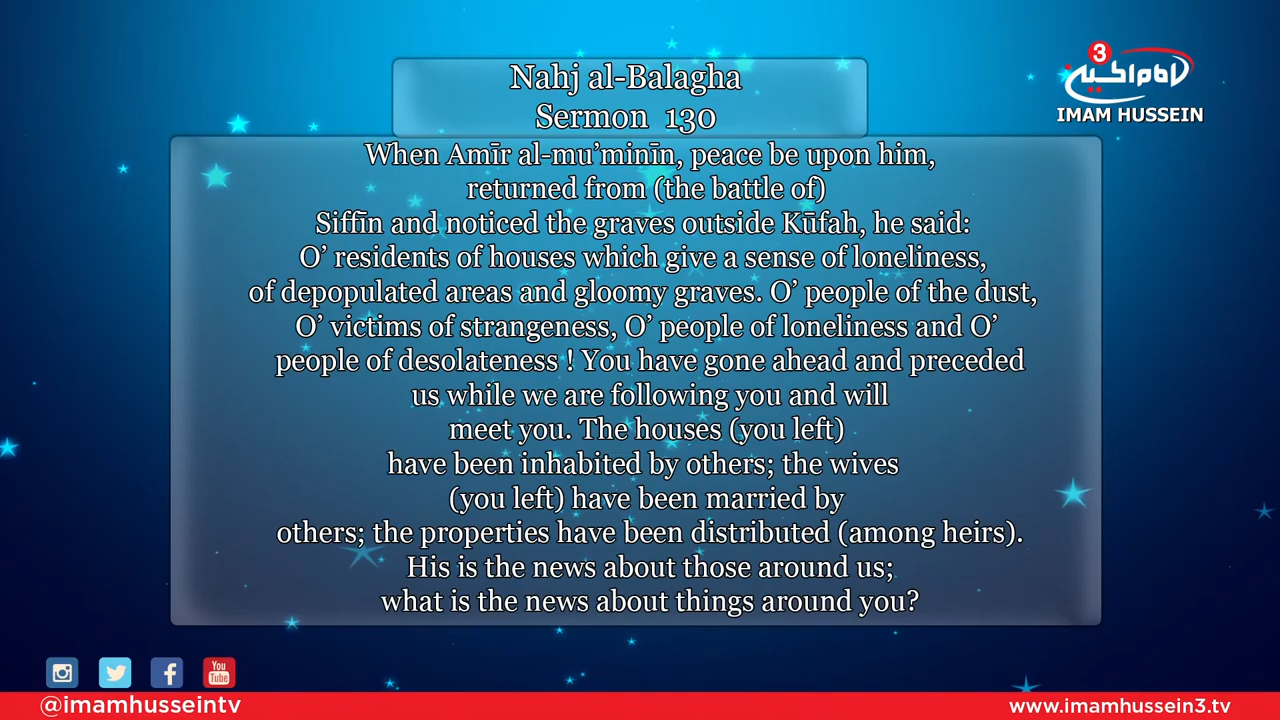 Nahj al-Balagha
Sermon 130
3
الإمام الحسين
IMAM HUSSEIN
When Amīr al-mu’minīn, peace be upon him,
returned from (the battle of)
Siffīn and noticed the graves outside Kūfah, he said:
O’ residents of houses which give a sense of loneliness,
of depopulated areas and gloomy graves. O’ people of the dust,
O’ victims of strangeness, O’ people of loneliness and O’
people of desolateness ! You have gone ahead and preceded
us while we are following you and will
meet you. The houses (you left)
have been inhabited by others; the wives
(you left) have been married by
others; the properties have been distributed (among heirs).
His is the news about those around us;
what is the news about things around you?
You Tube
@imamhusseintv
www.imamhussein3.tv